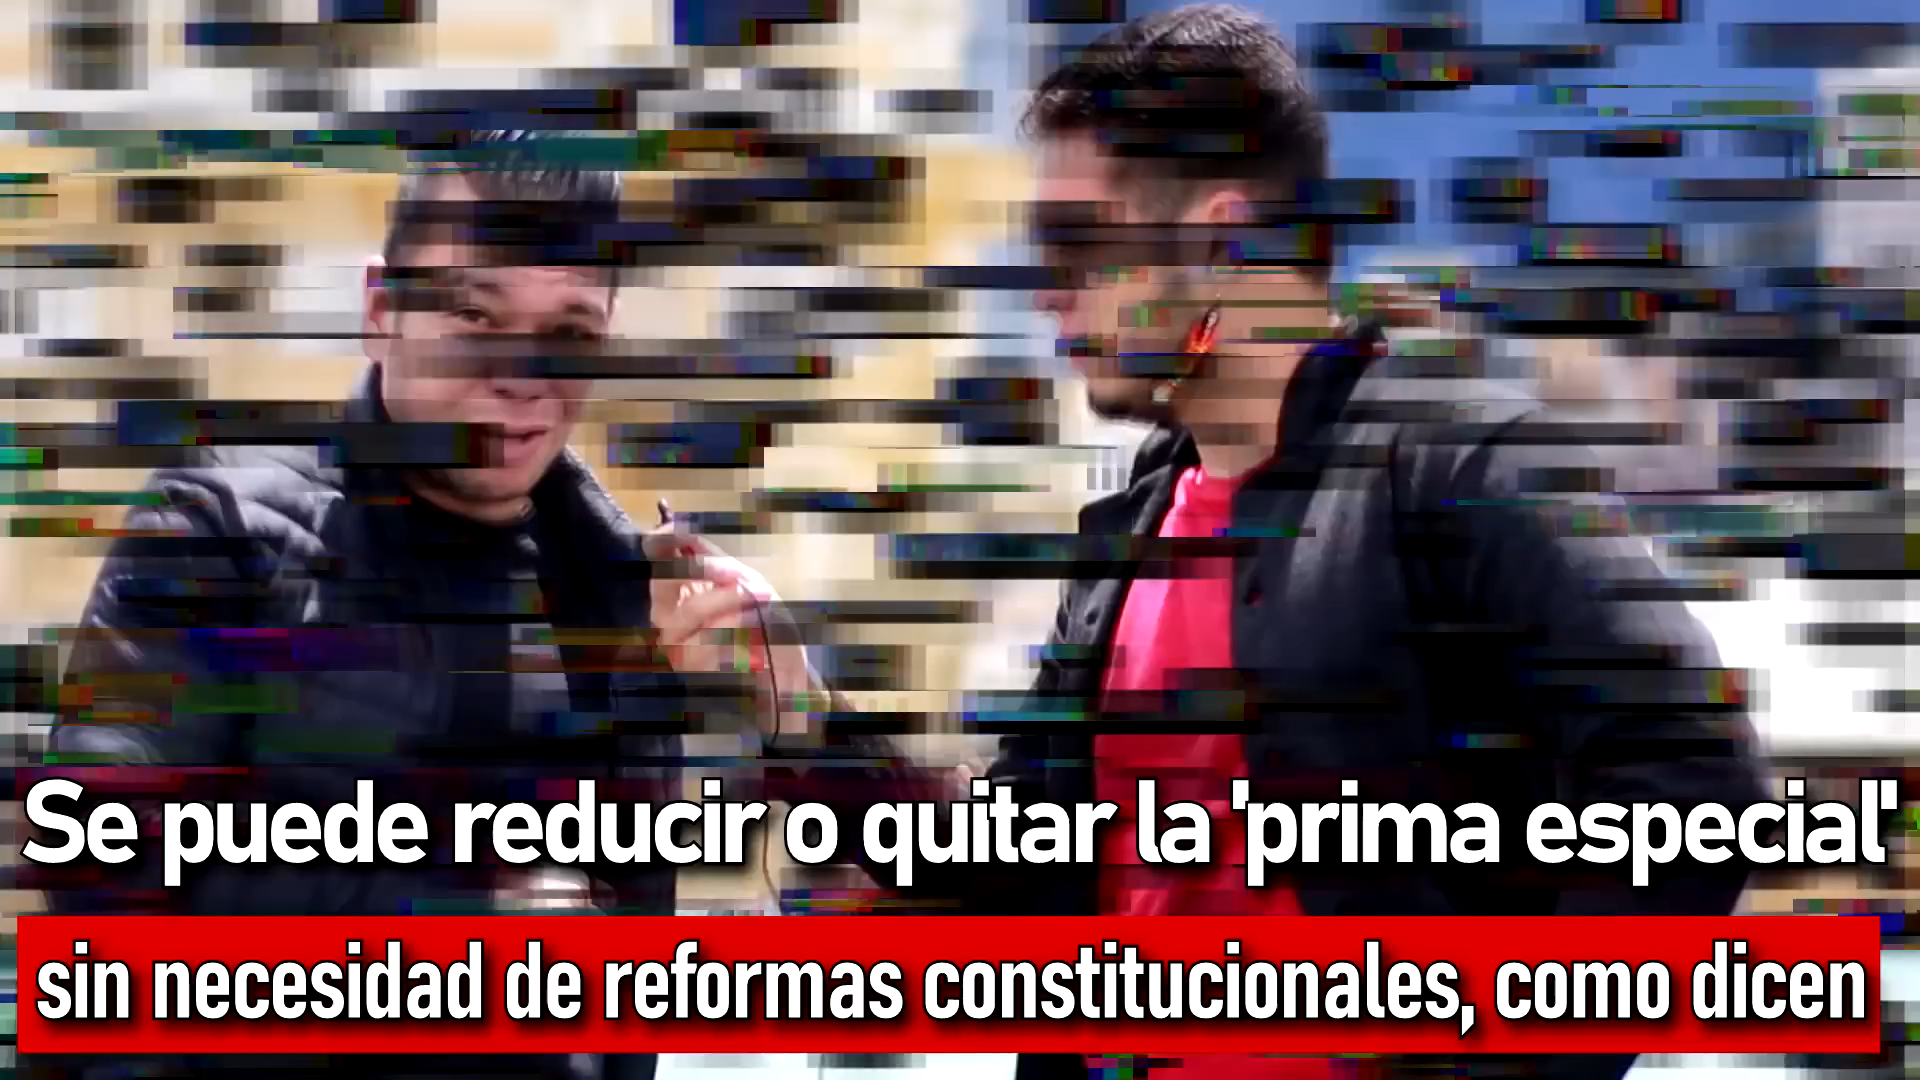 Se puede reducir o quitar la 'prima especial'
sin necesidad de reformas constitucionales, como dicen